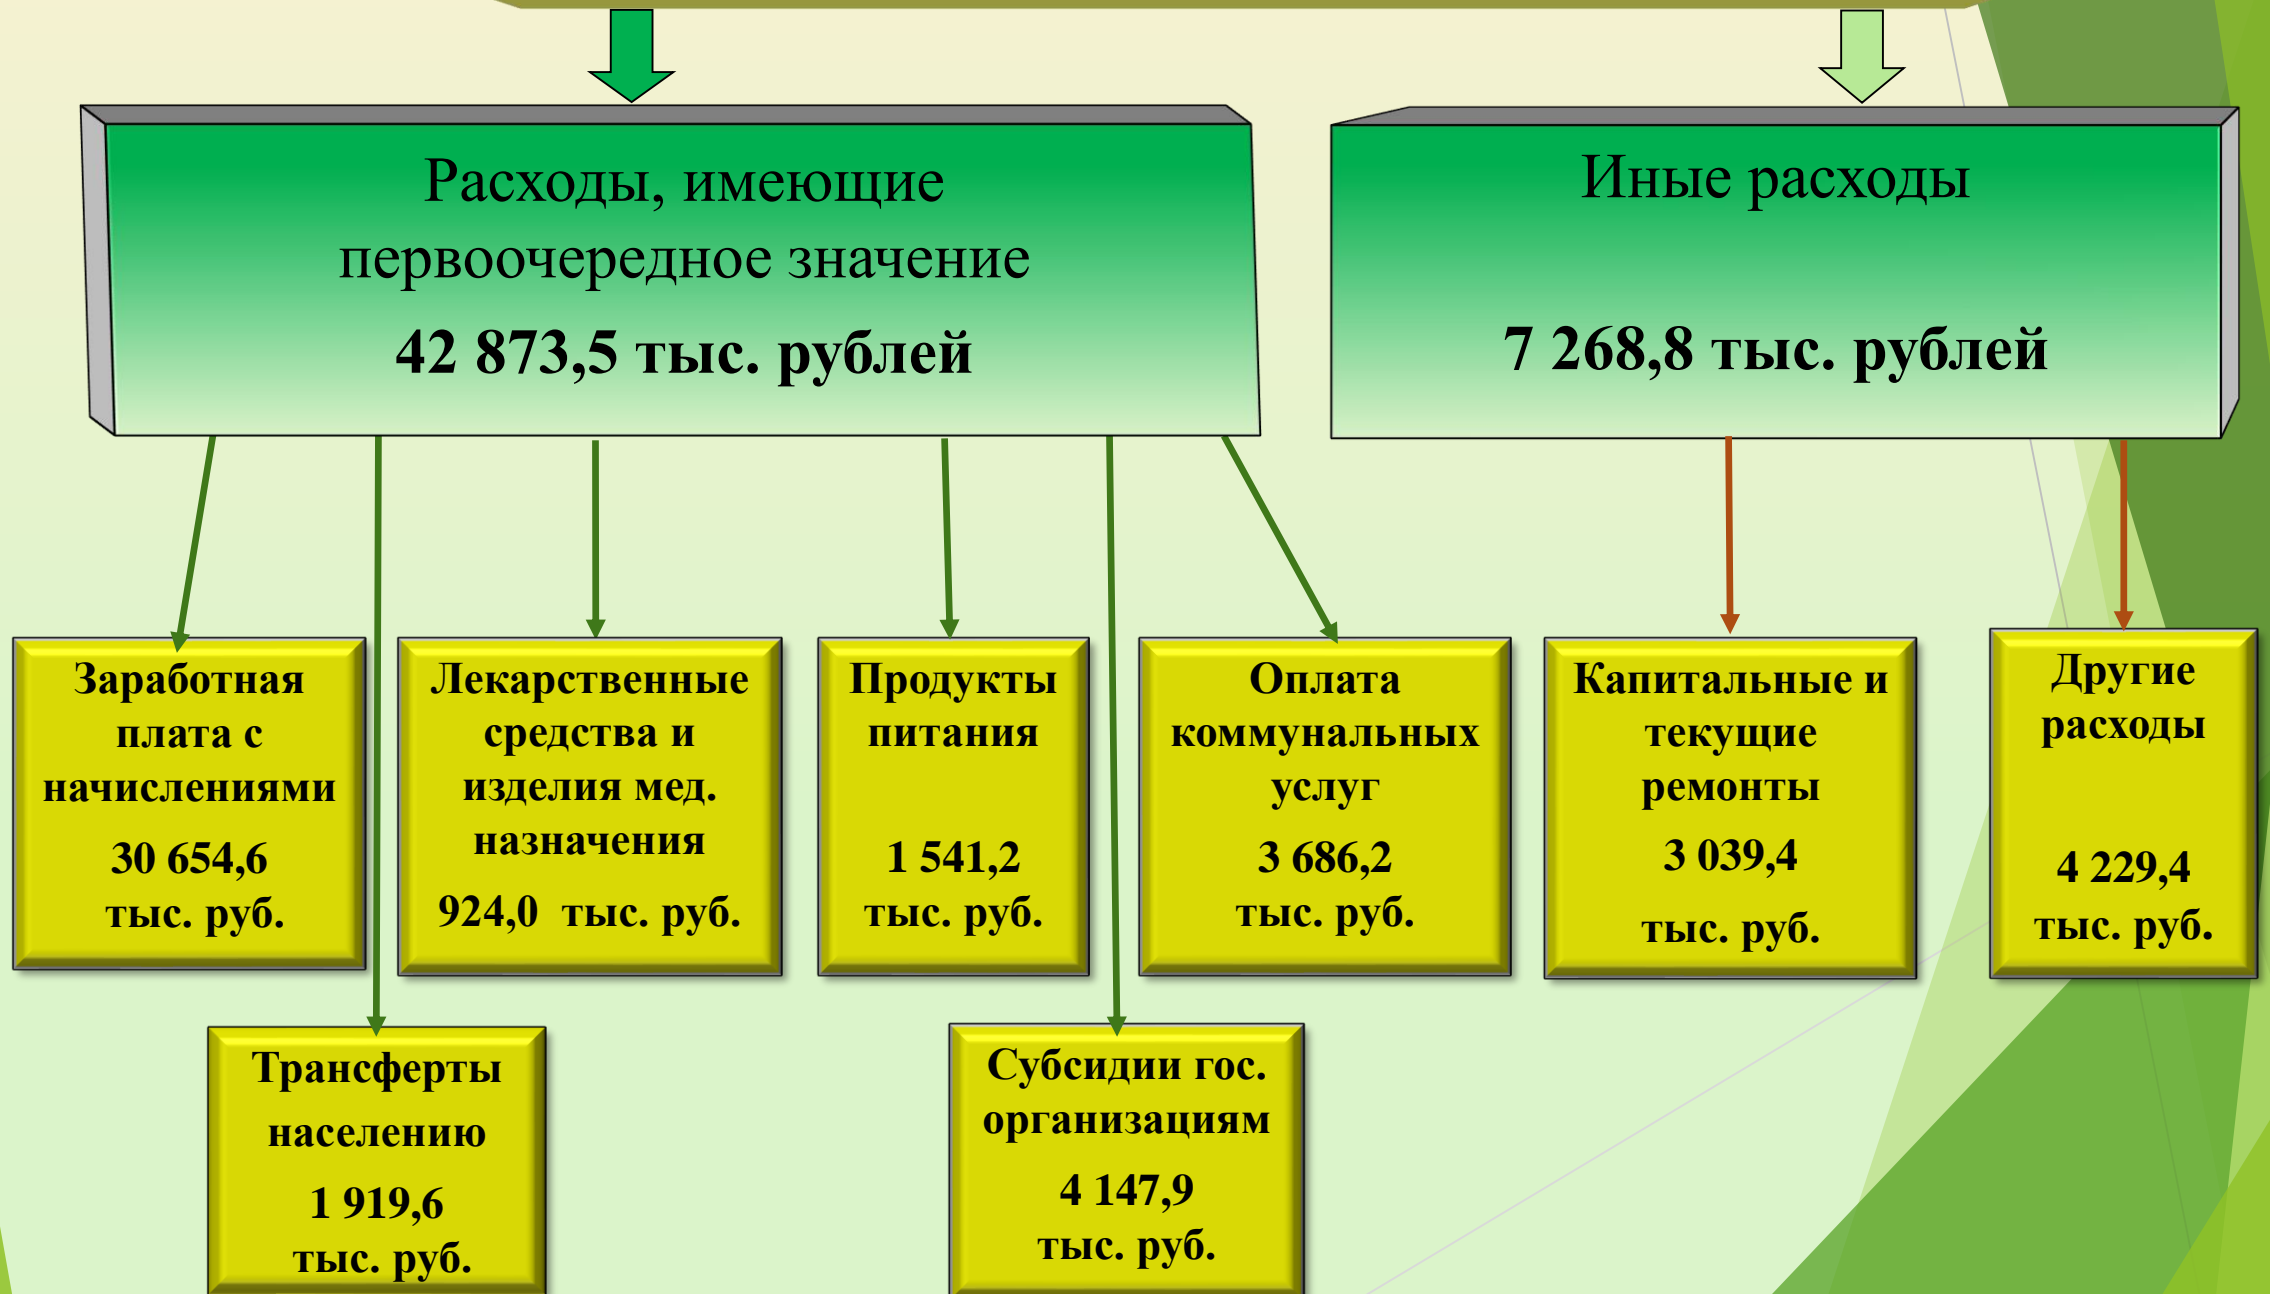 Расходы, имеющие
первоочередное значение
42 873,5 тыс. рублей
Иные расходы
7 268,8 тыс. рублей
Заработная
плата с
начислениями
30 654,6
тыс. руб.
Лекарственные
средства и
изделия мед.
назначения
924,0 тыс. руб.
Продукты
питания
1 541,2
тыс. руб.
Оплата
коммунальных
услуг
3 686,2
тыс. руб.
Капитальные и
текущие
ремонты
3 039,4
тыс. руб.
Другие
расходы
4 229,4
тыс. руб.
Трансферты
населению
1 919,6
тыс. руб.
Субсидии гос.
организациям
4 147,9
тыс. руб.